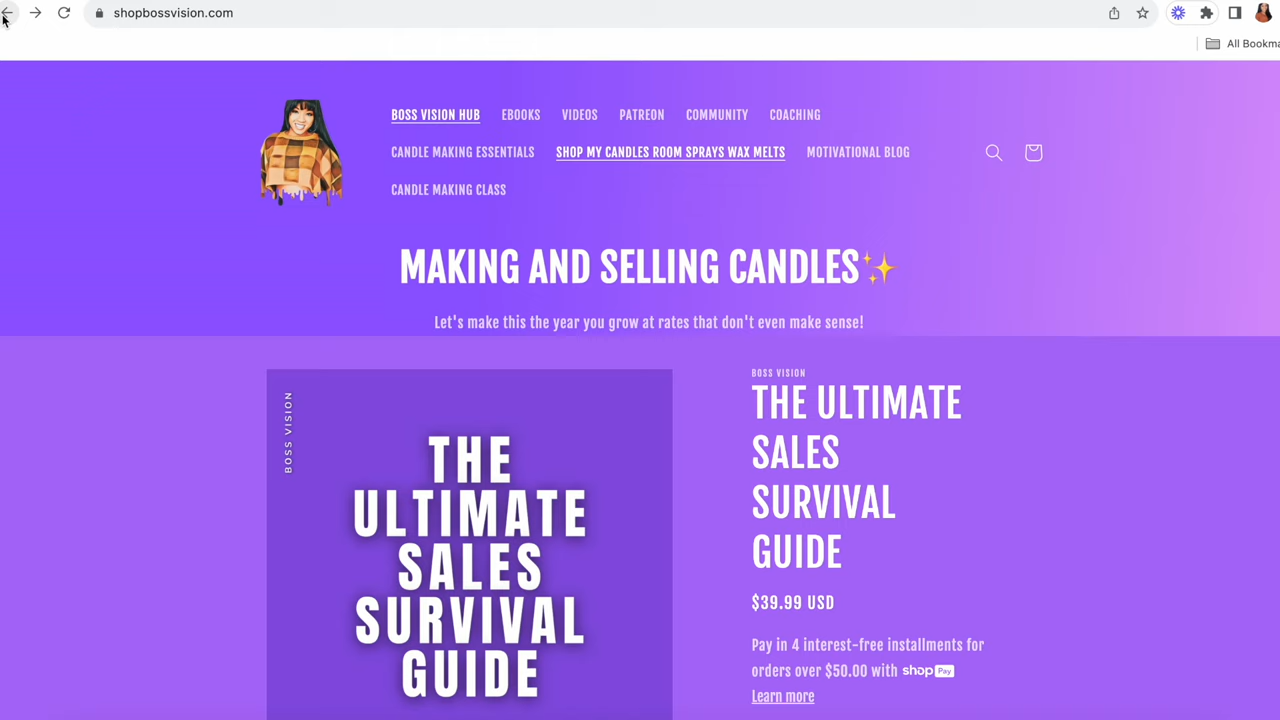 shopbossvision.com
All Bookma
BOSS VISION HUB EBOOKS VIDEOS PATREON COMMUNITY COACHING
CANDLE MAKING ESSENTIALS SHOP MY CANDLES ROOM SPRAYS WAX MELTS MOTIVATIONAL BLOG
CANDLE MAKING CLASS
MAKING AND SELLING CANDLES✨
Let's make this the year you grow at rates that don't even make sense!
BOSS VISION
THE
ULTIMATE
SALES
SURVIVAL
GUIDE
BOSS VISION
THE ULTIMATE
SALES
SURVIVAL
GUIDE
$39.99 USD
Pay in 4 interest-free installments for
orders over $50.00 with shop Pay
Learn more